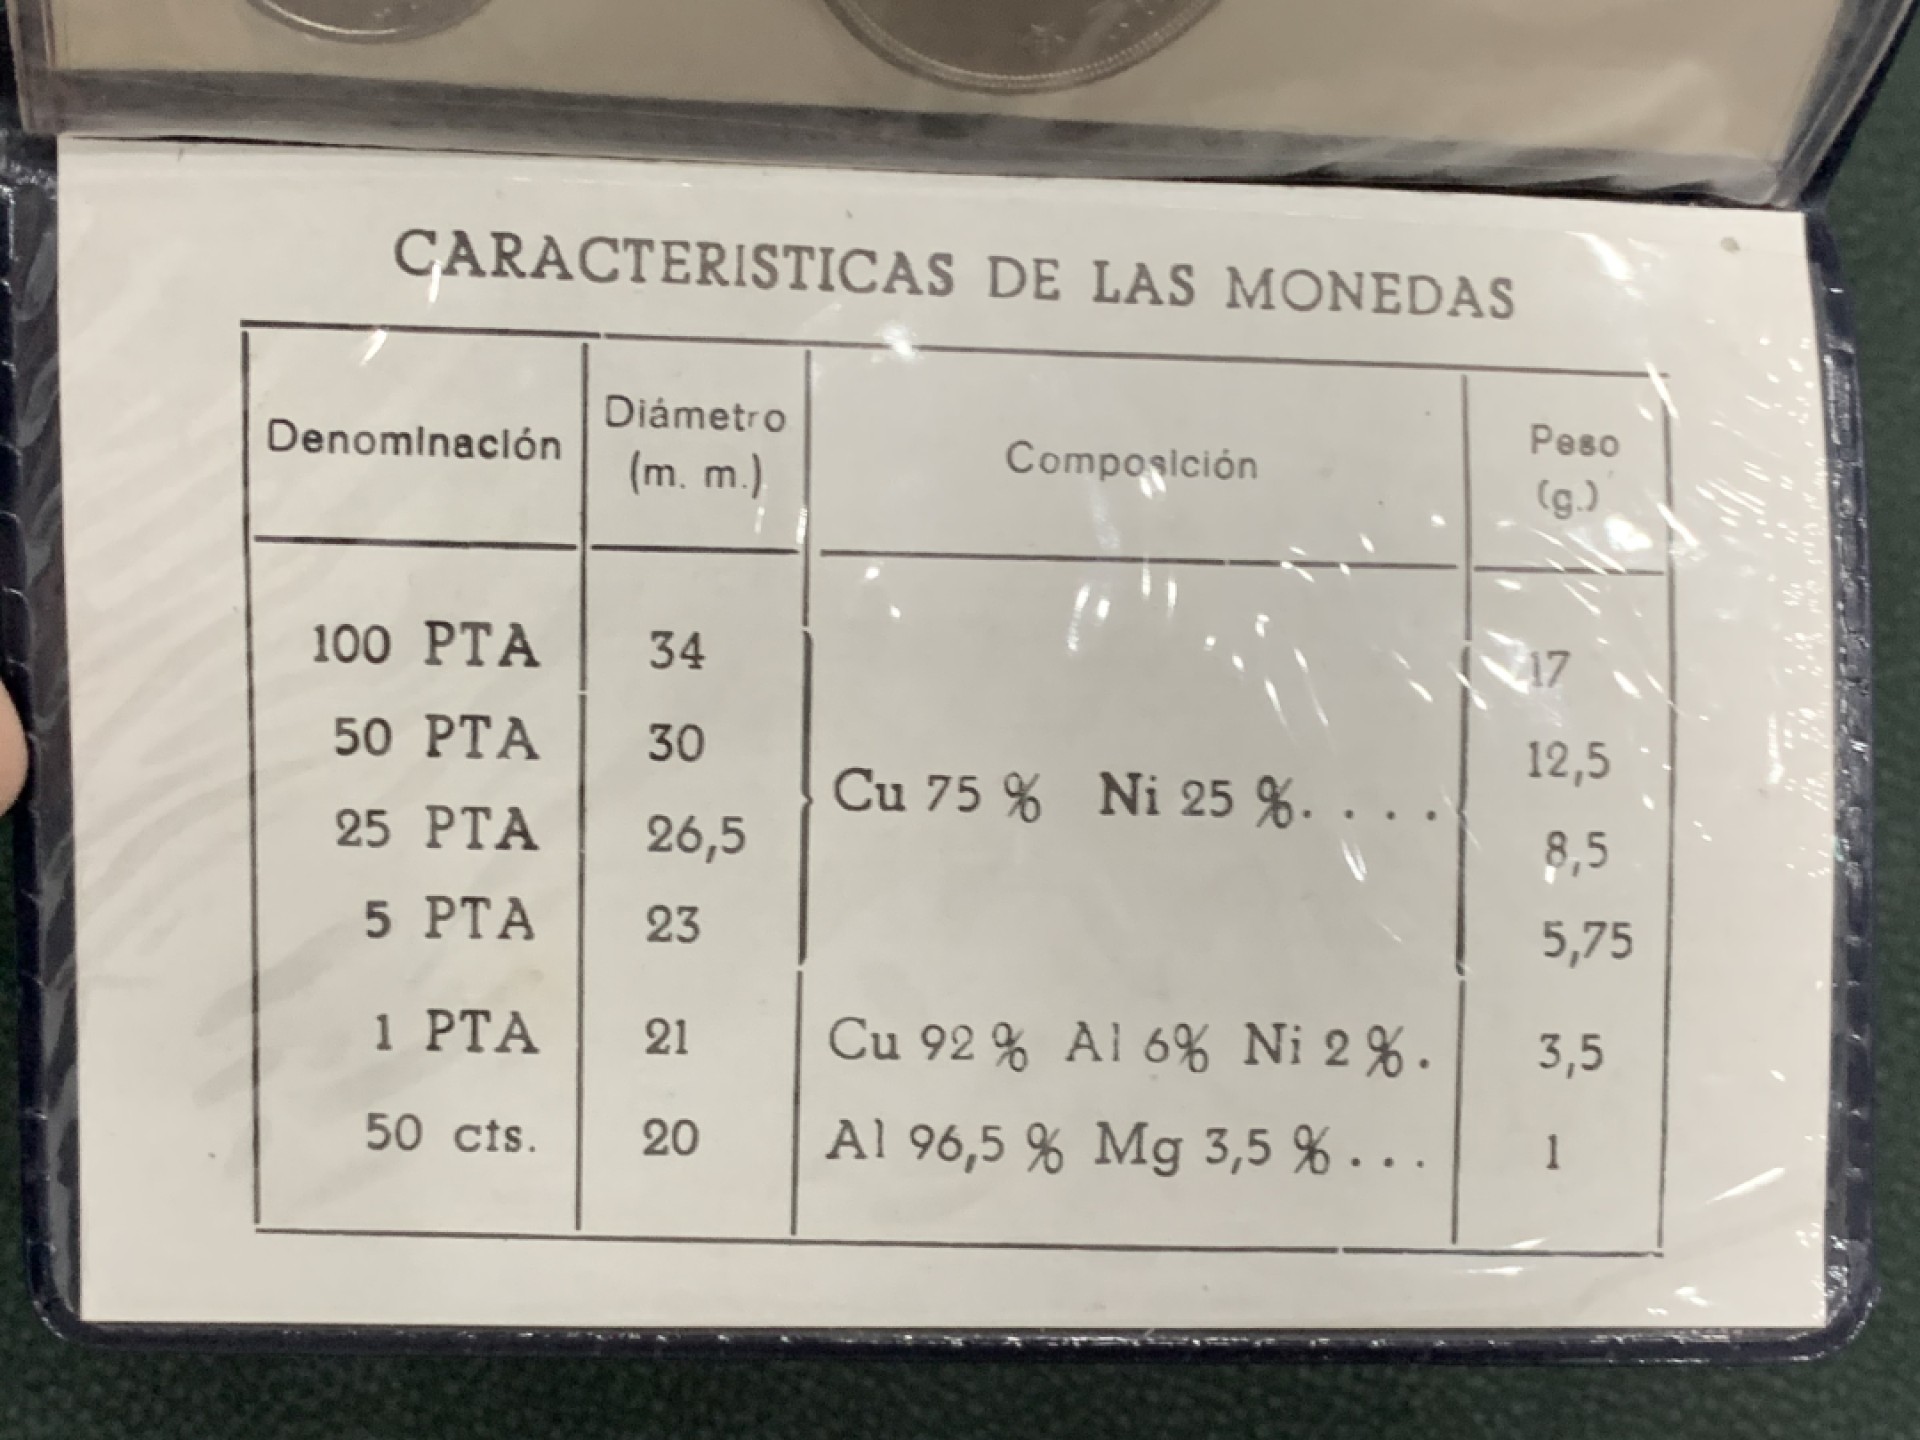 CARACTERISTICAS DE LAS MONEDAS
Denominación Diámetro (m. m.) Composición Peso (g.)
100 PTA 34 17
50 PTA 30 12,5
Cu 75 % Ni 25 %. . . .
25 PTA 26,5 8,5
5 PTA 23 5,75
1 PTA 21 Cu 92 % Al 6% Ni 2 %. 3,5
50 cts. 20 Al 96,5 % Mg 3,5 % . . . 1